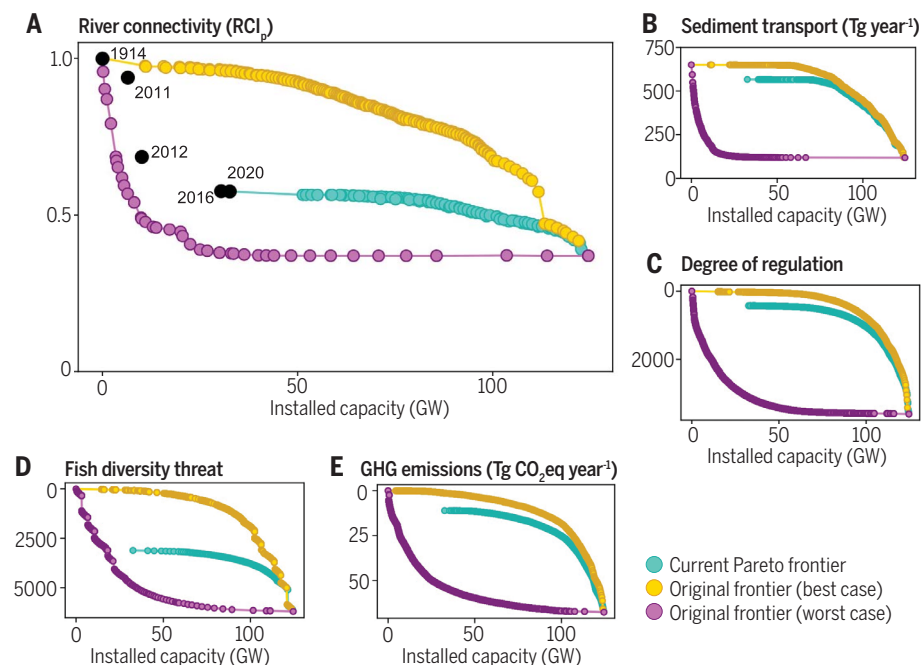 A River connectivity (RCIp)
1.0
0.5
0
1914
2011
2012
2020
2016
0 50 100
Installed capacity (GW)
B Sediment transport (Tg year-1)
750
500
250
0
0 50 100
Installed capacity (GW)
C Degree of regulation
0
2000
0 50 100
Installed capacity (GW)
D Fish diversity threat
0
2500
5000
0 50 100
Installed capacity (GW)
E GHG emissions (Tg CO2eq year-1)
0
25
50
0 50 100
Installed capacity (GW)
Current Pareto frontier
Original frontier (best case)
Original frontier (worst case)